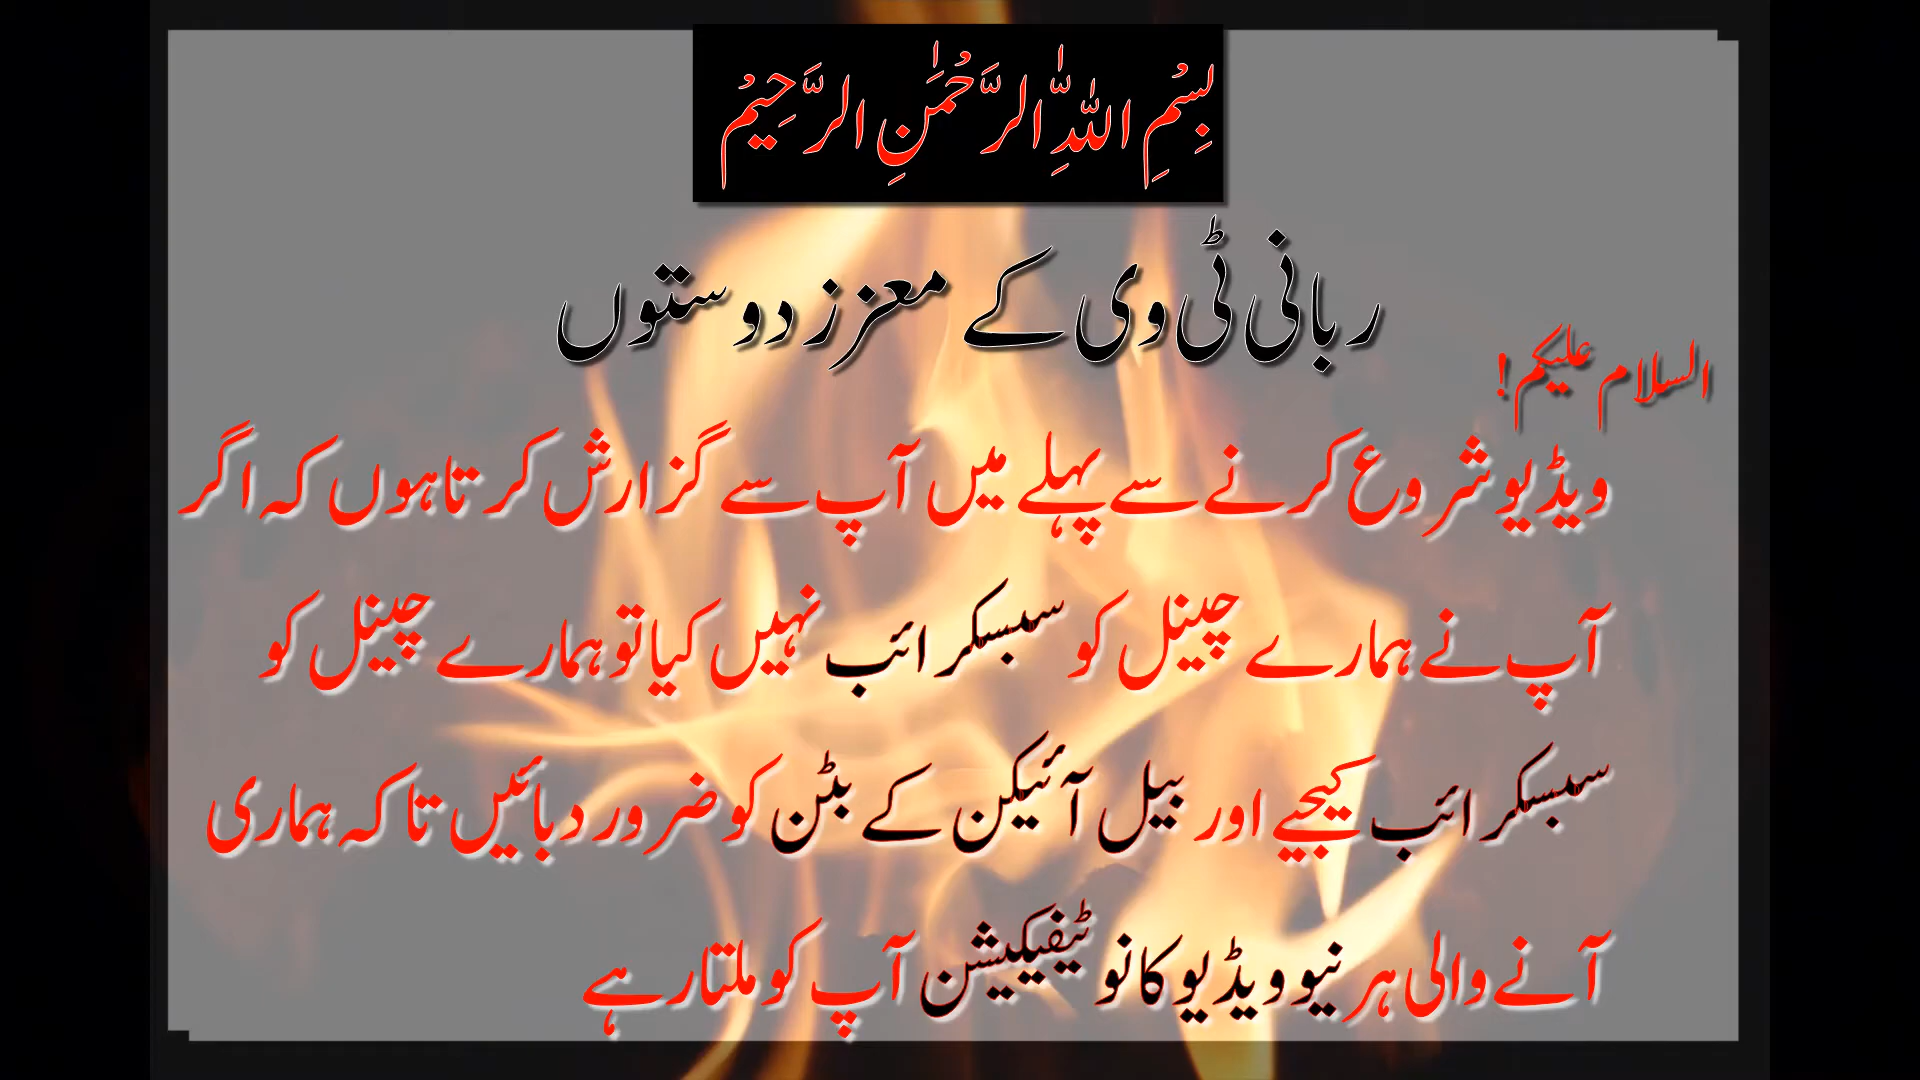 بِسْمِ اللّٰہِ الرَّحْمٰنِ الرَّحِیْمِ
ربانی ٹی وی کے معزز دوستوں
السلام علیکم!
ویڈیو شروع کرنے سے پہلے میں آپ سے گزارش کرتا ہوں کہ اگر
آپ نے ہمارے چینل کو سبسکرائب نہیں کیا تو ہمارے چینل کو
سبسکرائب کیجیے اور بیل آئیکن کے بٹن کو ضرور دبائیں تاکہ ہماری
آنے والی ہر نیو ویڈیو کا نوٹیفیکیشن آپ کو ملتا رہے